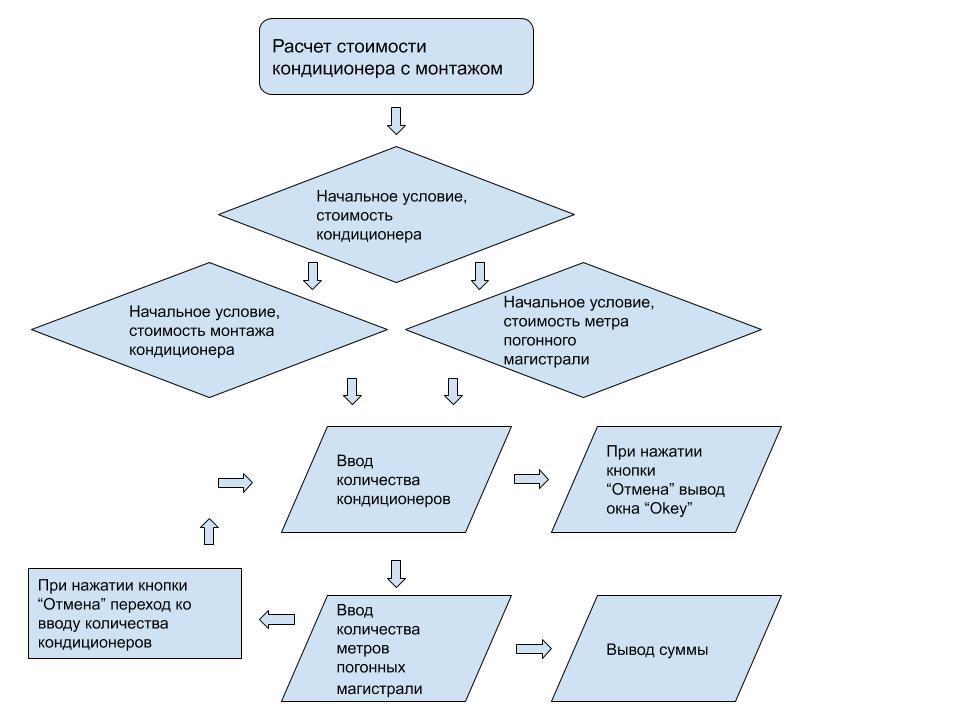 Расчет стоимости
кондиционера с монтажом
Начальное условие,
стоимость
кондиционера
Начальное условие,
стоимость монтажа
кондиционера
Начальное условие,
стоимость метра
погонного
магистрали
Ввод
количества
кондиционеров
При нажатии
кнопки
“Отмена” вывод
окна “Okey”
При нажатии кнопки
“Отмена” переход ко
вводу количества
кондиционеров
Ввод
количества
метров
погонных
магистрали
Вывод суммы